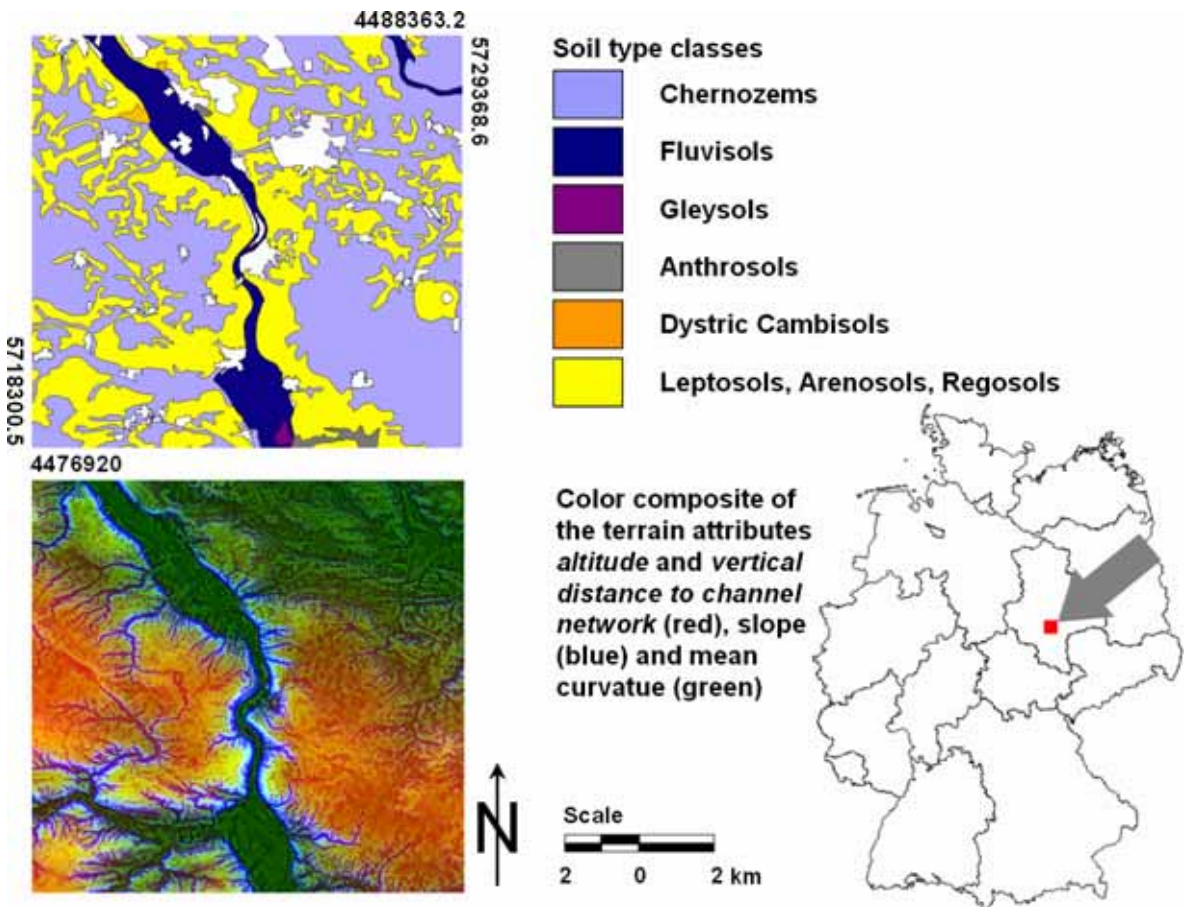 4488363.2
5729368.6
5718300.5
4476920
Soil type classes
Chernozems
Fluvisols
Gleysols
Anthrosols
Dystric Cambisols
Leptosols, Arenosols, Regosols
Color composite of
the terrain attributes
altitude and vertical
distance to channel
network (red), slope
(blue) and mean
curvatue (green)
N
Scale
2 0 2 km